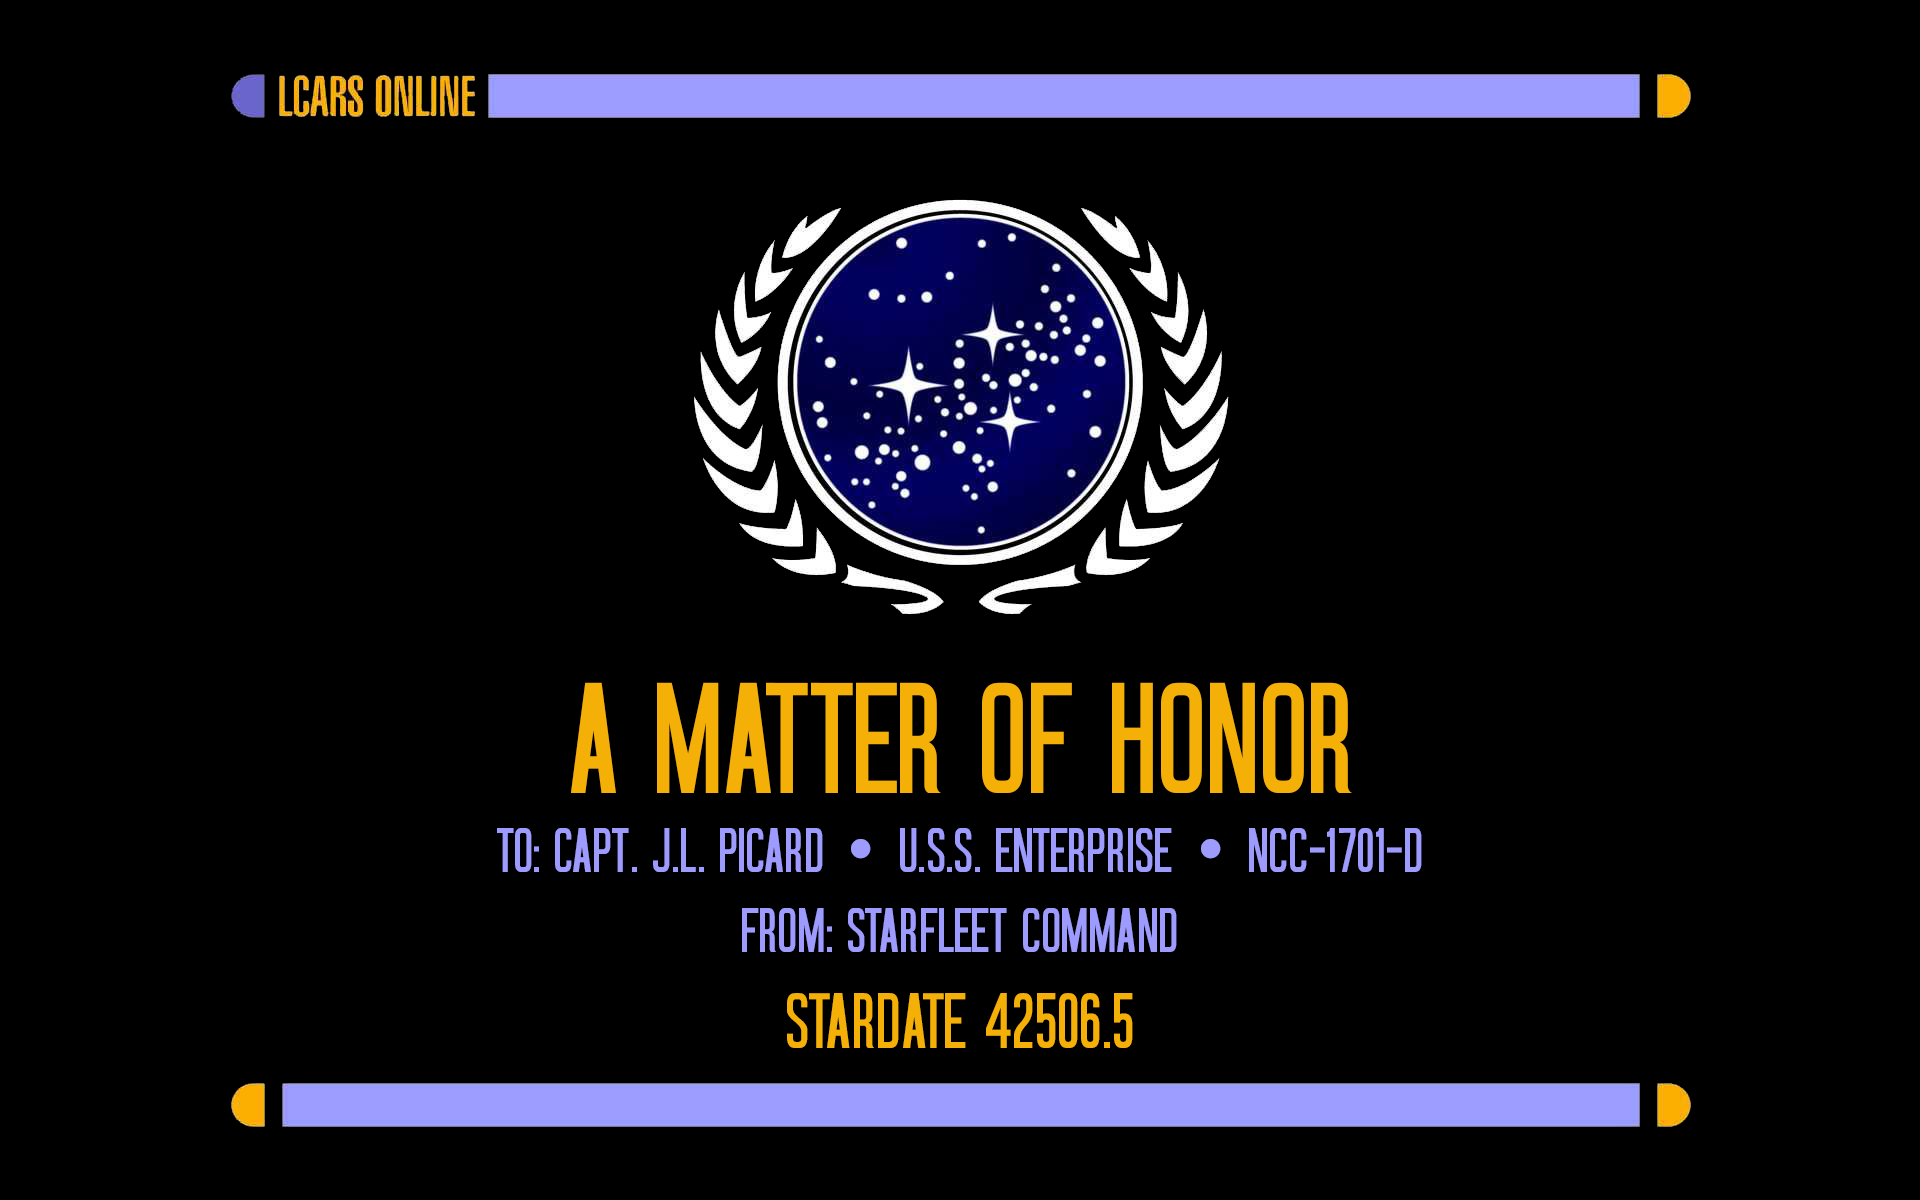 LCARS ONLINE
A MATTER OF HONOR
TO: CAPT. J.L. PICARD • U.S.S. ENTERPRISE • NCC-1701-D
FROM: STARFLEET COMMAND
STARDATE 42506.5